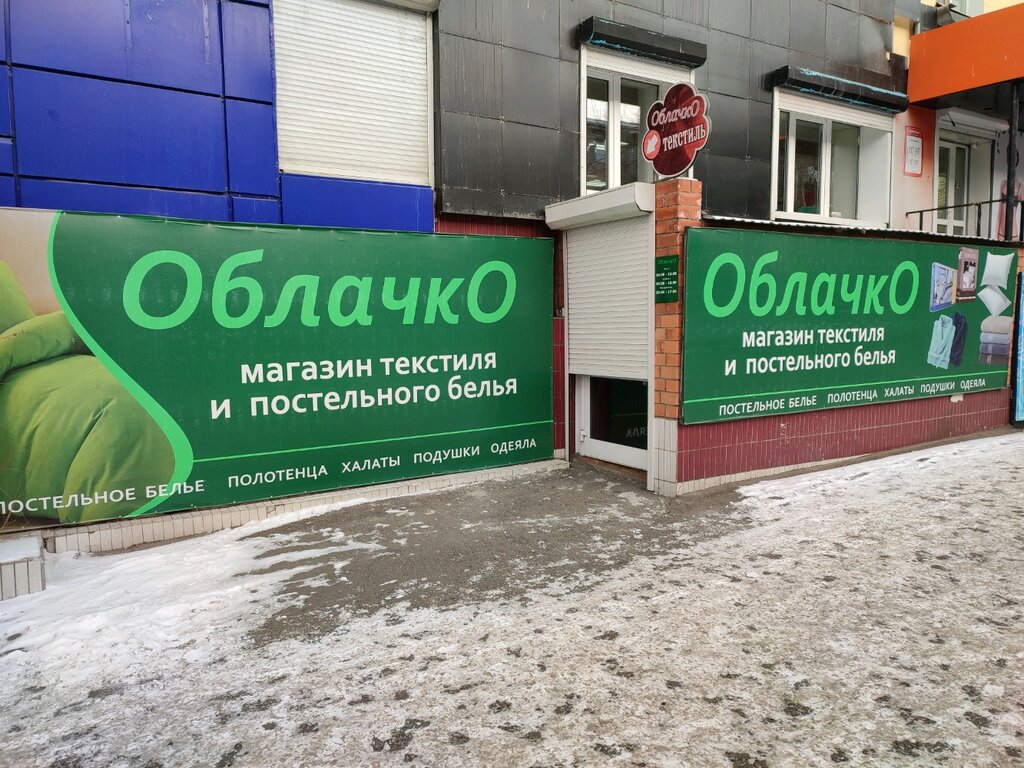 ОблачкО
текстиль
ОблачкО
магазин текстиля
и постельного белья
ПОСТЕЛЬНОЕ БЕЛЬЕ ПОЛОТЕНЦА ХАЛАТЫ ПОДУШКИ ОДЕЯЛА
ОблачкО
магазин текстиля
и постельного белья
ПОСТЕЛЬНОЕ БЕЛЬЕ ПОЛОТЕНЦА ХАЛАТЫ ПОДУШКИ ОДЕЯЛА
ОблачкО